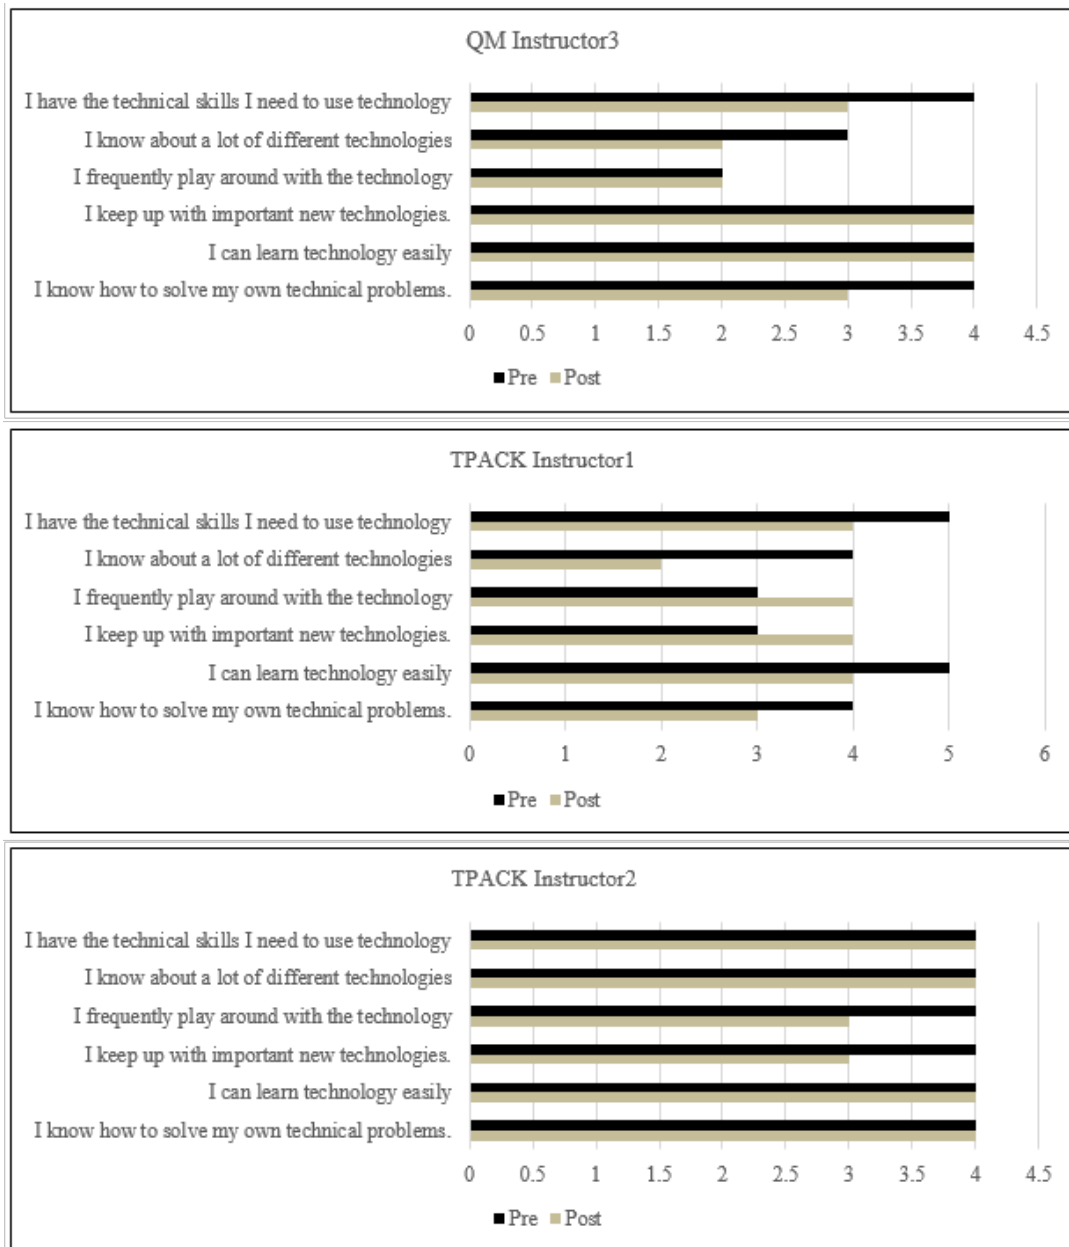 QM Instructor3
I have the technical skills I need to use technology
I know about a lot of different technologies
I frequently play around with the technology
I keep up with important new technologies.
I can learn technology easily
I know how to solve my own technical problems.
0 0.5 1 1.5 2 2.5 3 3.5 4 4.5
Pre Post
TPACK Instructor1
I have the technical skills I need to use technology
I know about a lot of different technologies
I frequently play around with the technology
I keep up with important new technologies.
I can learn technology easily
I know how to solve my own technical problems.
0 1 2 3 4 5 6
Pre Post
TPACK Instructor2
I have the technical skills I need to use technology
I know about a lot of different technologies
I frequently play around with the technology
I keep up with important new technologies.
I can learn technology easily
I know how to solve my own technical problems.
0 0.5 1 1.5 2 2.5 3 3.5 4 4.5
Pre Post